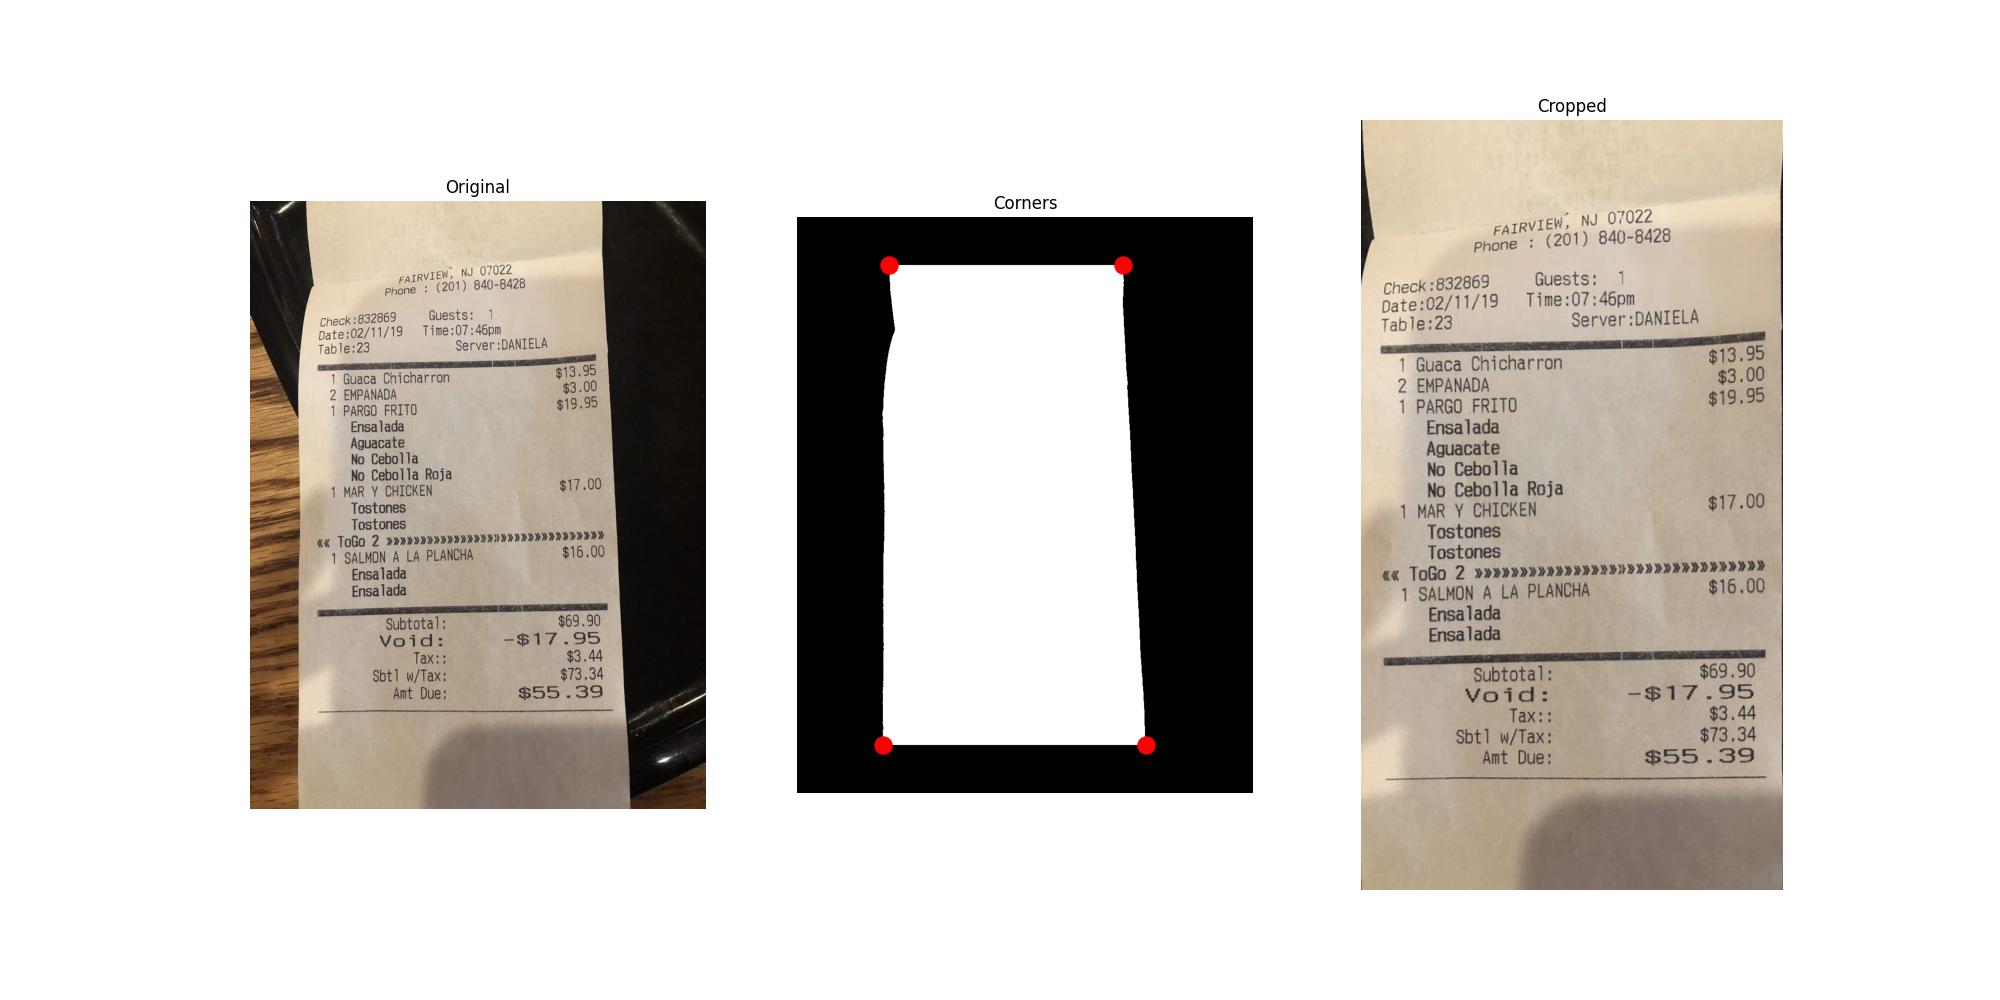 Original
FAIRVIEW, NJ 07022
Phone : (201) 840-8428
Check:832869 Guests: 1
Date:02/11/19 Time:07:46pm
Table:23 Server:DANIELA
1 Guaca Chicharron $13.95
2 EMPANADA $3.00
1 PARGO FRITO $19.95
Ensalada
Aguacate
No Cebolla
No Cebolla Roja
1 MAR Y CHICKEN $17.00
Tostones
Tostones
«« ToGo 2 »»»»»»»»»»»»»»»»»»»»»»»»»»»»»»
1 SALMON A LA PLANCHA $16.00
Ensalada
Ensalada
Subtotal: $69.90
Void: -$17.95
Tax:: $3.44
Sbtl w/Tax: $73.34
Amt Due: $55.39
Corners
Cropped
FAIRVIEW, NJ 07022
Phone : (201) 840-8428
Check:832869 Guests: 1
Date:02/11/19 Time:07:46pm
Table:23 Server:DANIELA
1 Guaca Chicharron $13.95
2 EMPANADA $3.00
1 PARGO FRITO $19.95
Ensalada
Aguacate
No Cebolla
No Cebolla Roja
1 MAR Y CHICKEN $17.00
Tostones
Tostones
«« ToGo 2 »»»»»»»»»»»»»»»»»»»»»»»»»»»»»»
1 SALMON A LA PLANCHA $16.00
Ensalada
Ensalada
Subtotal: $69.90
Void: -$17.95
Tax:: $3.44
Sbtl w/Tax: $73.34
Amt Due: $55.39